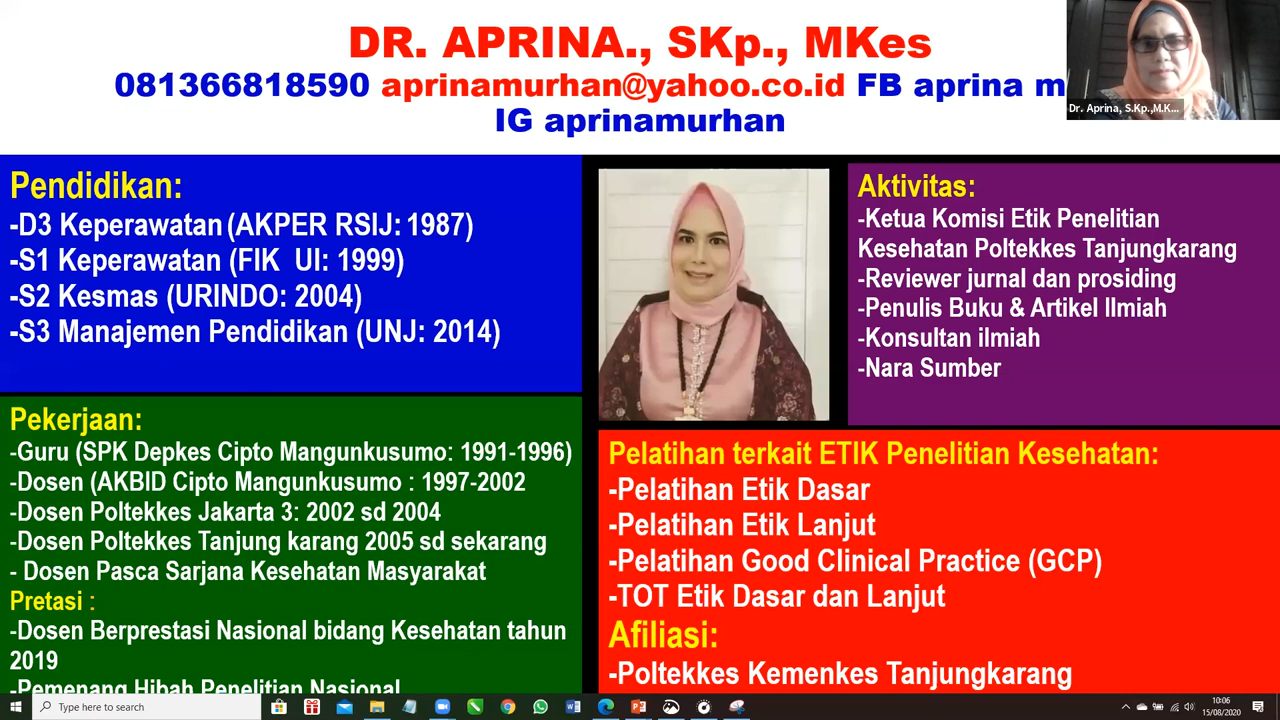 DR. APRINA., SKp., MKes
081366818590 aprinamurhan@yahoo.co.id FB aprina m
IG aprinamurhan
Dr. Aprina, S.Kp.,M.K...
Pendidikan:
-D3 Keperawatan (AKPER RSIJ: 1987)
-S1 Keperawatan (FIK UI: 1999)
-S2 Kesmas (URINDO: 2004)
-S3 Manajemen Pendidikan (UNJ: 2014)
Aktivitas:
-Ketua Komisi Etik Penelitian
Kesehatan Poltekkes Tanjungkarang
-Reviewer jurnal dan prosiding
-Penulis Buku & Artikel Ilmiah
-Konsultan ilmiah
-Nara Sumber
Pekerjaan:
-Guru (SPK Depkes Cipto Mangunkusumo: 1991-1996)
-Dosen (AKBID Cipto Mangunkusumo : 1997-2002
-Dosen Poltekkes Jakarta 3: 2002 sd 2004
-Dosen Poltekkes Tanjung karang 2005 sd sekarang
- Dosen Pasca Sarjana Kesehatan Masyarakat
Pretasi :
-Dosen Berprestasi Nasional bidang Kesehatan tahun
2019
-Pemenang Hibah Penelitian Nasional
Pelatihan terkait ETIK Penelitian Kesehatan:
-Pelatihan Etik Dasar
-Pelatihan Etik Lanjut
-Pelatihan Good Clinical Practice (GCP)
-TOT Etik Dasar dan Lanjut
Afiliasi:
-Poltekkes Kemenkes Tanjungkarang
Type here to search
10:06
15/08/2020